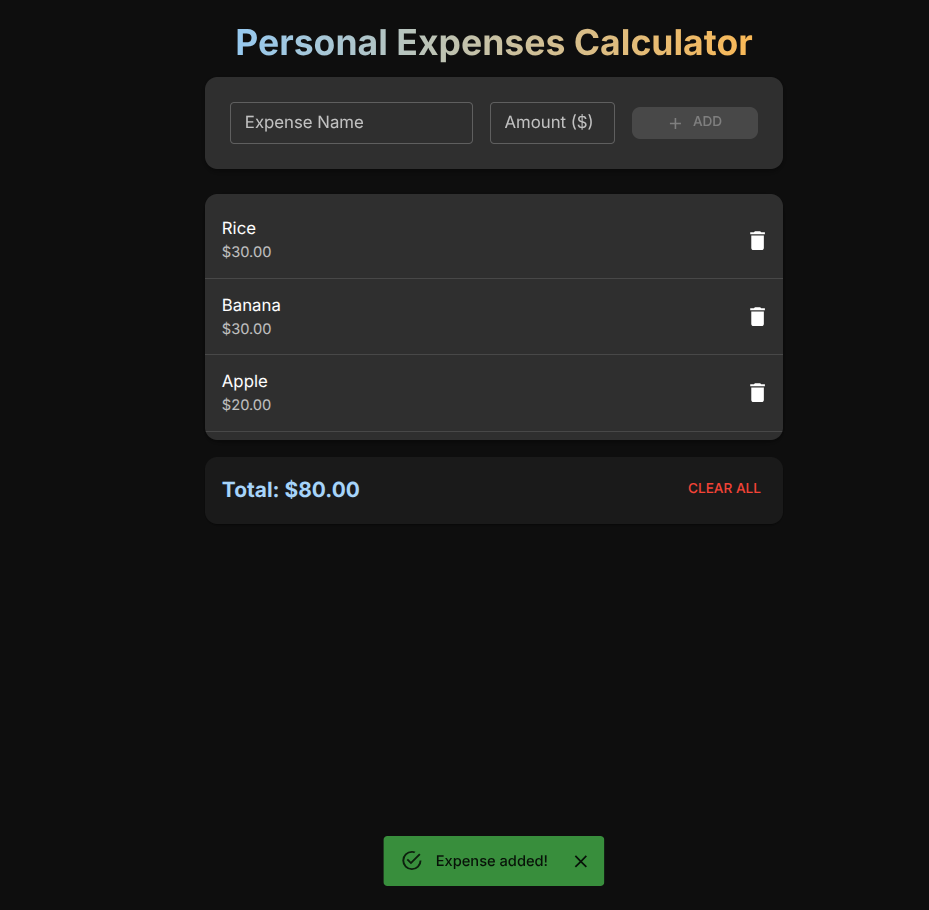 Personal Expenses Calculator
Expense Name
Amount ($)
+ ADD
Rice
$30.00
Banana
$30.00
Apple
$20.00
Total: $80.00
CLEAR ALL
Expense added!